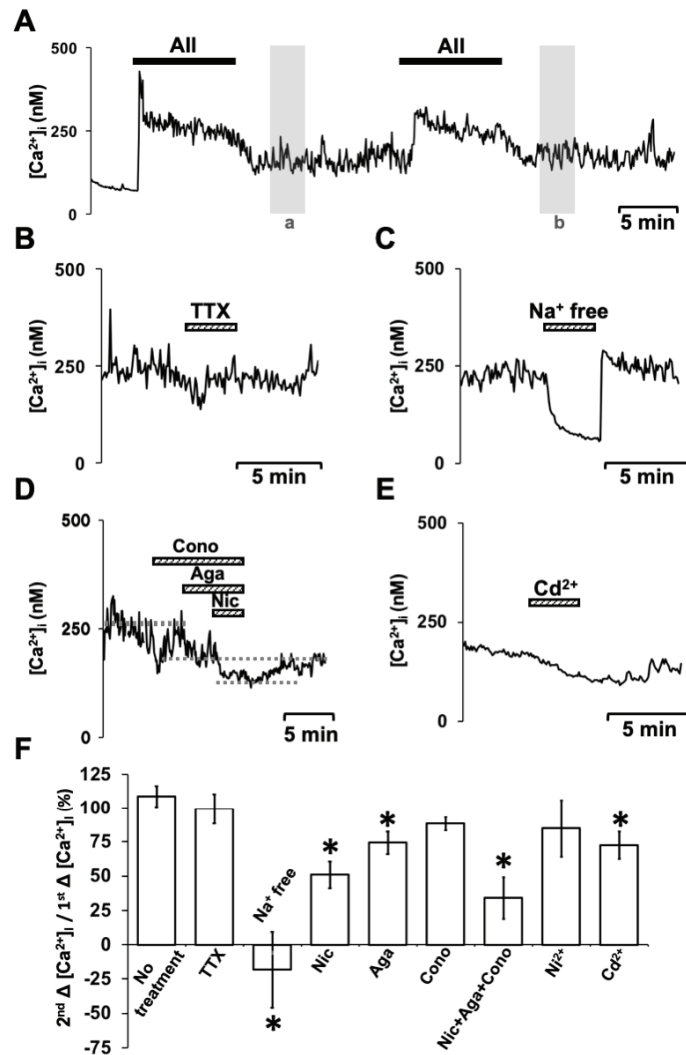 A
500
AII
AII
[Ca²⁺]ᵢ (nM)
250
0
a
b
5 min
B
C
500
500
TTX
Na⁺ free
[Ca²⁺]ᵢ (nM)
[Ca²⁺]ᵢ (nM)
250
250
0
0
5 min
5 min
D
E
500
500
Cono
Aga
Nic
Cd²⁺
[Ca²⁺]ᵢ (nM)
[Ca²⁺]ᵢ (nM)
250
250
0
0
5 min
5 min
F
2ⁿᵈ Δ [Ca²⁺]ᵢ / 1ˢᵗ Δ [Ca²⁺]ᵢ (%)
125
100
75
50
25
0
-25
-50
-75
*
*
*
*
*
No
treatment
TTX
Na⁺ free
Nic
Aga
Cono
Nic+Aga+Cono
Ni²⁺
Cd²⁺